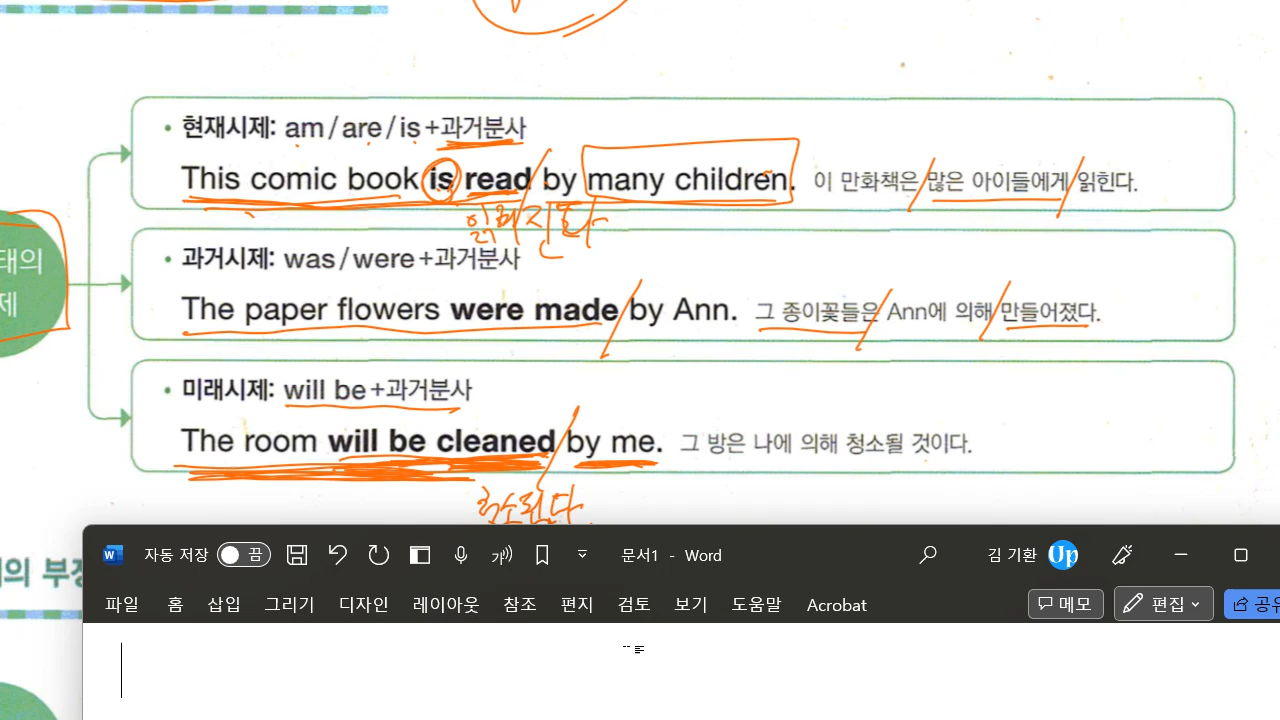 • 현재시제: am / are / is + 과거분사
This comic book is read by many children. 이 만화책은 많은 아이들에게 읽힌다.
읽혀진다
태의
제
• 과거시제: was / were + 과거분사
The paper flowers were made by Ann. 그 종이꽃들은 Ann에 의해 만들어졌다.
• 미래시제: will be + 과거분사
The room will be cleaned by me. 그 방은 나에 의해 청소될 것이다.
청소된다
의 부정
자동 저장 끔 가 문서1 - Word 김 기환 Up
파일 홈 삽입 그리기 디자인 레이아웃 참조 편지 검토 보기 도움말 Acrobat 메모 편집 공유